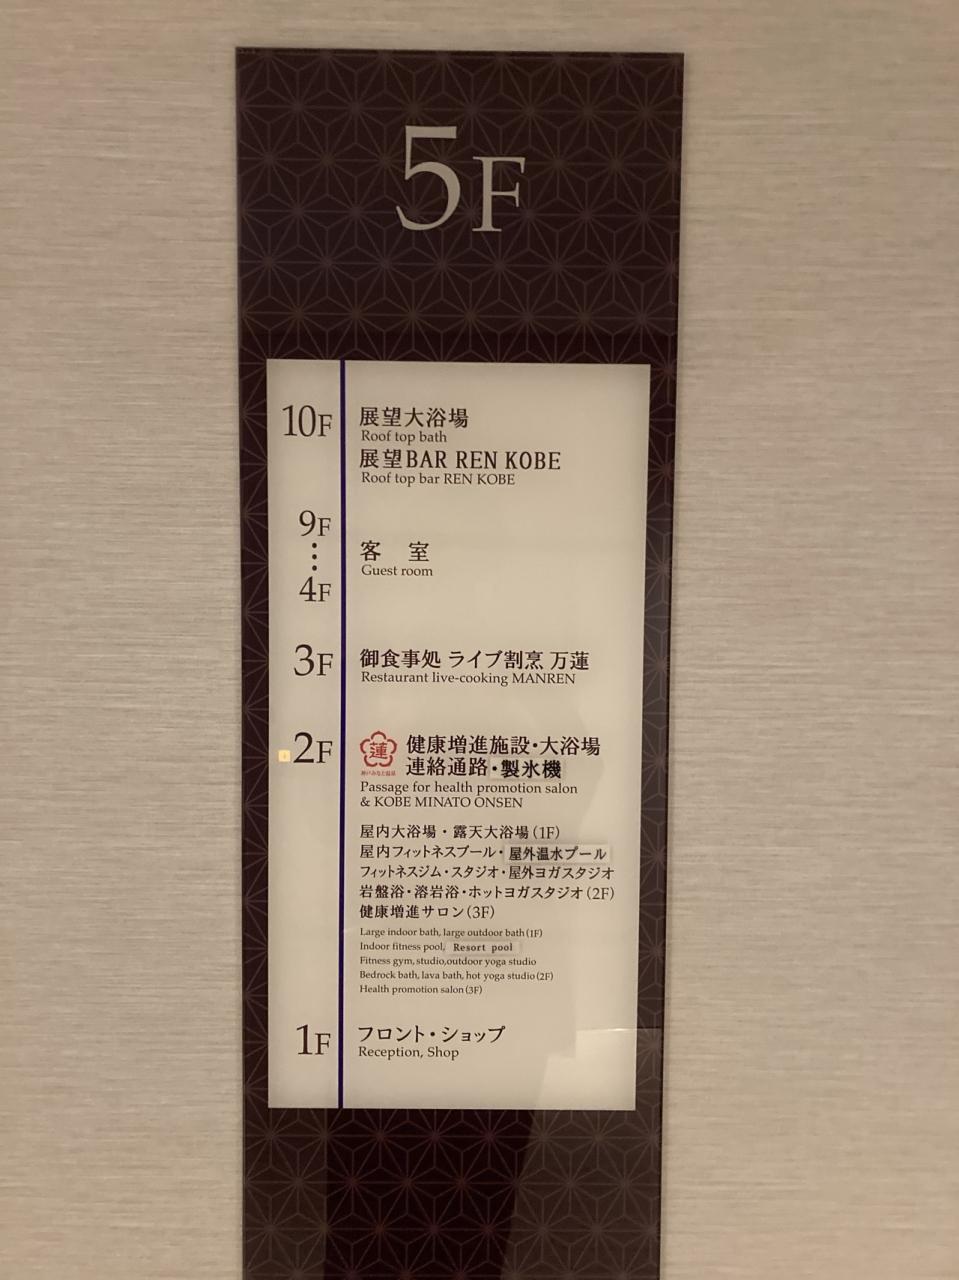 5F
10F
展望大浴場
Roof top bath
展望BAR REN KOBE
Roof top bar REN KOBE
9F
4F
客 室
Guest room
3F
御食事処 ライブ割烹 万蓮
Restaurant live-cooking MANREN
2F
蓮
神戸みなと温泉
健康増進施設・大浴場
連絡通路・製氷機
Passage for health promotion salon
& KOBE MINATO ONSEN
屋内大浴場・露天大浴場(1F)
屋内フィットネスプール・屋外温水プール
フィットネスジム・スタジオ・屋外ヨガスタジオ
岩盤浴・溶岩浴・ホットヨガスタジオ(2F)
健康増進サロン(3F)
Large indoor bath, large outdoor bath(1F)
Indoor fitness pool, Resort pool
Fitness gym, studio,outdoor yoga studio
Bedrock bath, lava bath, hot yoga studio(2F)
Health promotion salon(3F)
1F
フロント・ショップ
Reception, Shop